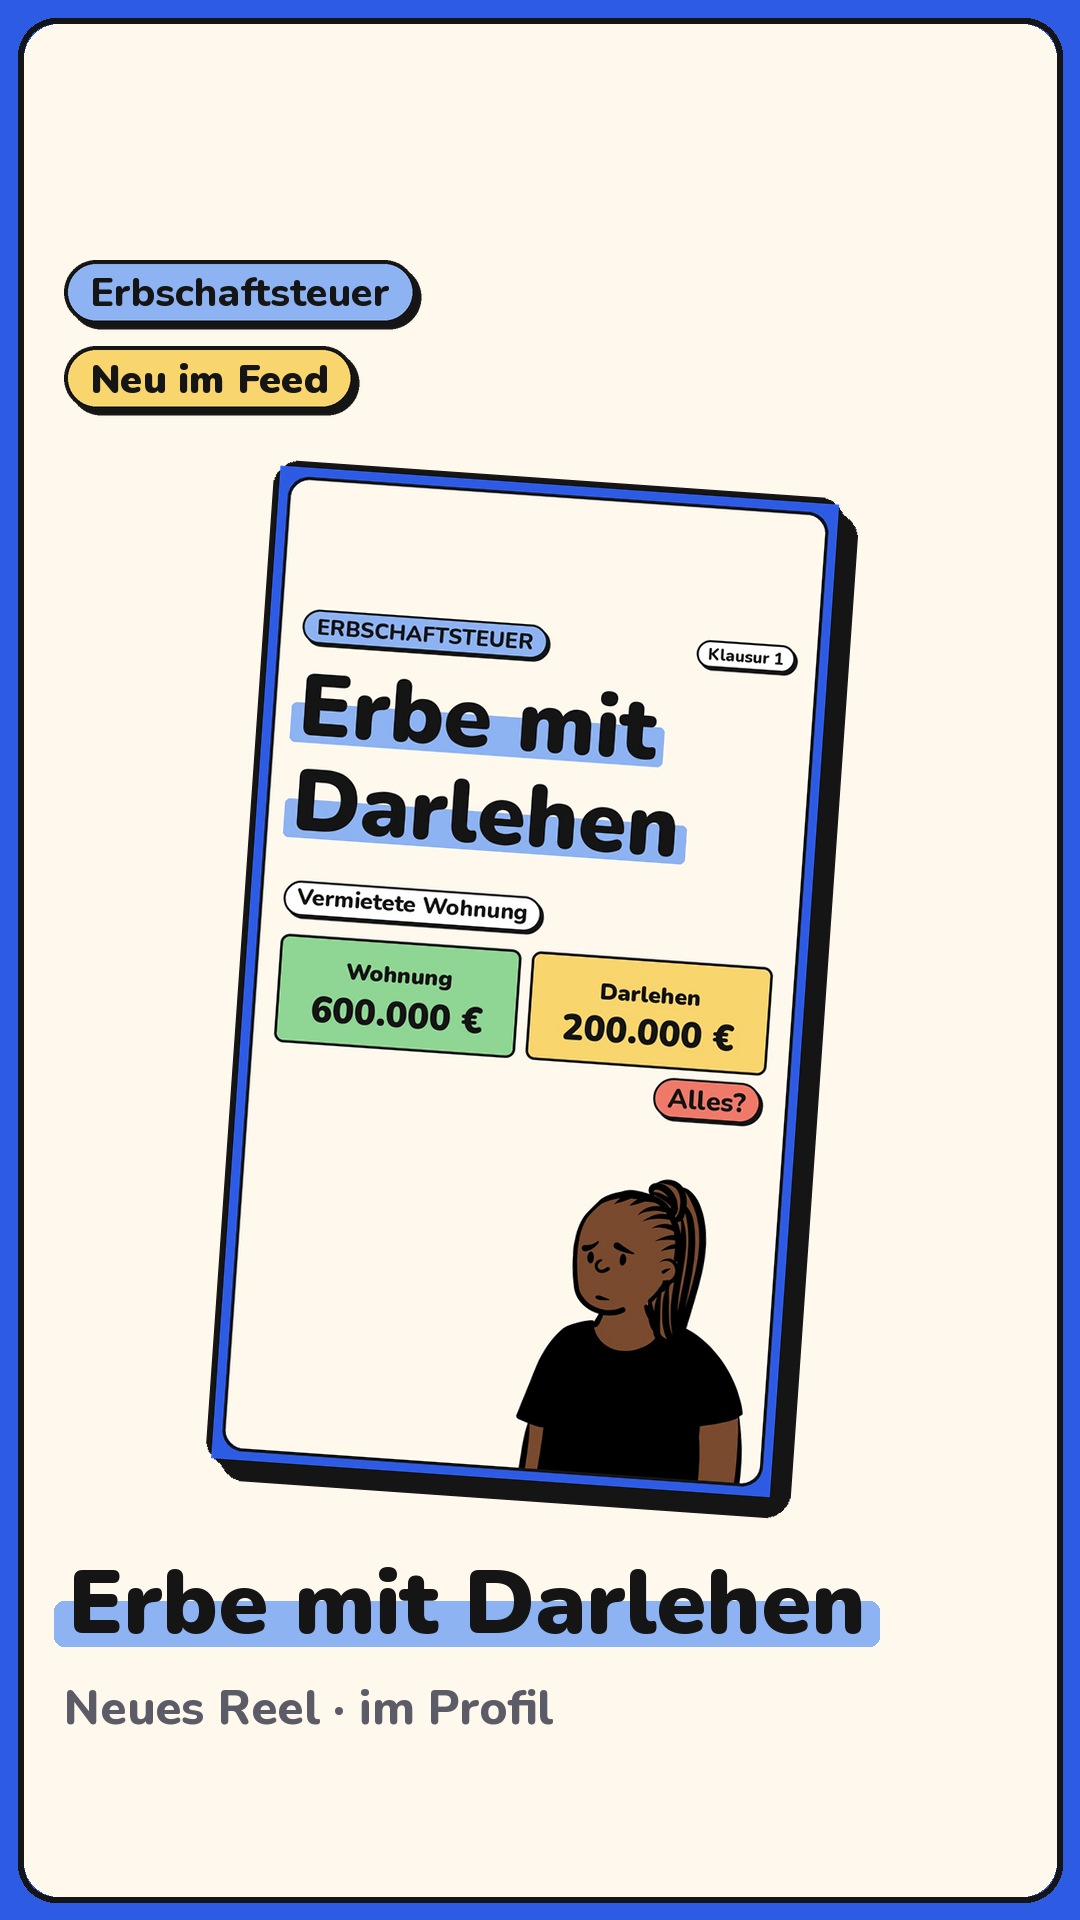 Erbschaftsteuer
Neu im Feed
ERBSCHAFTSTEUER
Klausur 1
Erbe mit
Darlehen
Vermietete Wohnung
Wohnung
600.000 €
Darlehen
200.000 €
Alles?
Erbe mit Darlehen
Neues Reel · im Profil